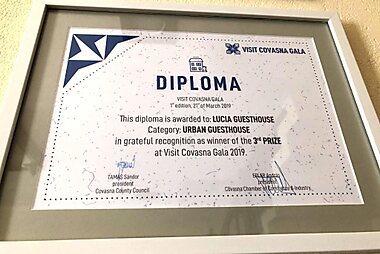 VISIT COVASNA GALA
DIPLOMA
VISIT COVASNA GALA
1st edition, 21st of March 2019
This diploma is awarded to: LUCIA GUESTHOUSE
Category: URBAN GUESTHOUSE
in grateful recognition as winner of the 3rd PRIZE
at Visit Covasna Gala 2019.
TAMÁS Sándor
president
Covasna County Council
president
Covasna Chamber of Commerce & Industry